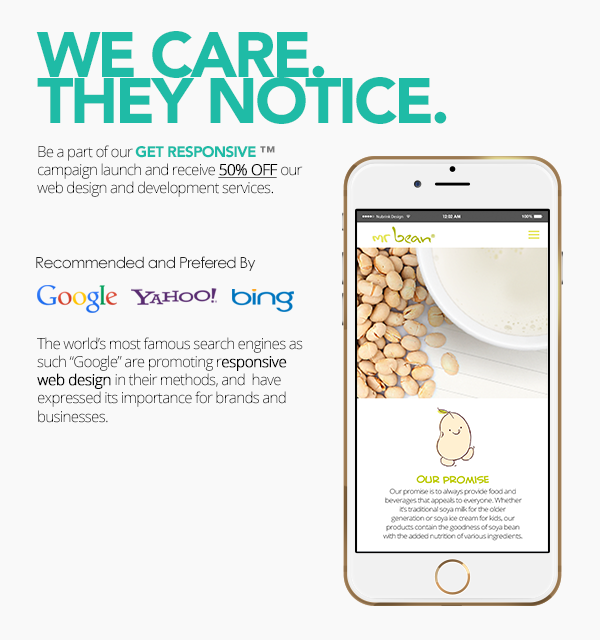 WE CARE.
THEY NOTICE.
Be a part of our GET RESPONSIVE ™
campaign launch and receive 50% OFF our
web design and development services.
Recommended and Prefered By
Google YAHOO! bing
The world's most famous search engines as
such “Google” are promoting responsive
web design in their methods, and have
expressed its importance for brands and
businesses.
Nubrink Design 12:02 AM 100%
mr bean®
OUR PROMISE
Our promise is to always provide food and
beverages that appeals to everyone. Whether
it's traditional soya milk for the older
generation or soya ice cream for kids, our
products contain the goodness of soya bean
with the added nutrition of various ingredients.